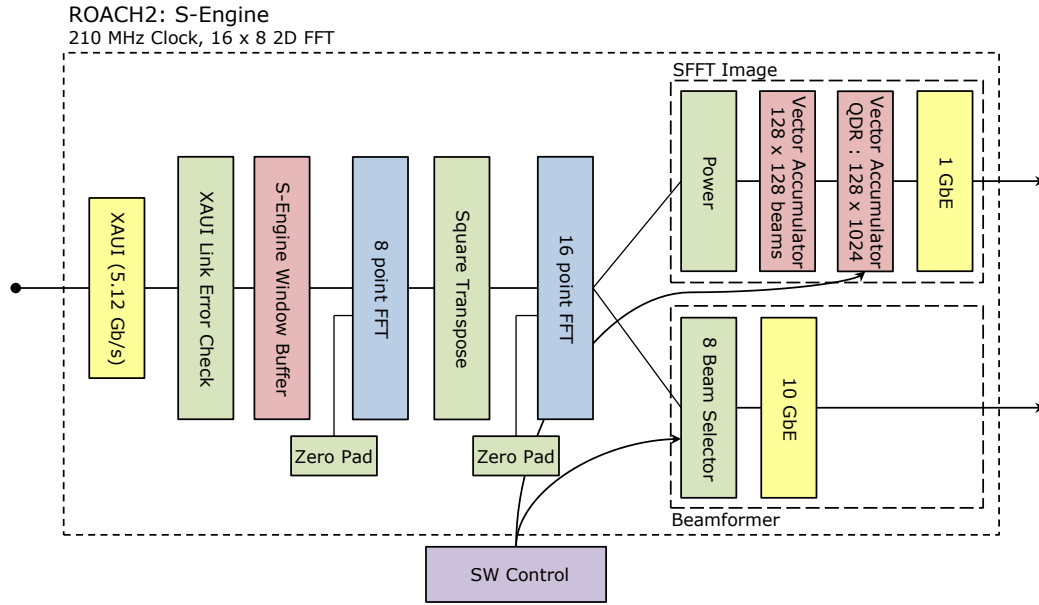 ROACH2: S-Engine
210 MHz Clock, 16 x 8 2D FFT
SFFT Image
XAUI (5.12 Gb/s)
XAUI Link Error Check
S-Engine Window Buffer
8 point FFT
Square Transpose
16 point FFT
Zero Pad
Zero Pad
Power
Vector Accumulator
128 x 128 beams
Vector Accumulator
QDR : 128 x 1024
1 GbE
8 Beam Selector
10 GbE
Beamformer
SW Control